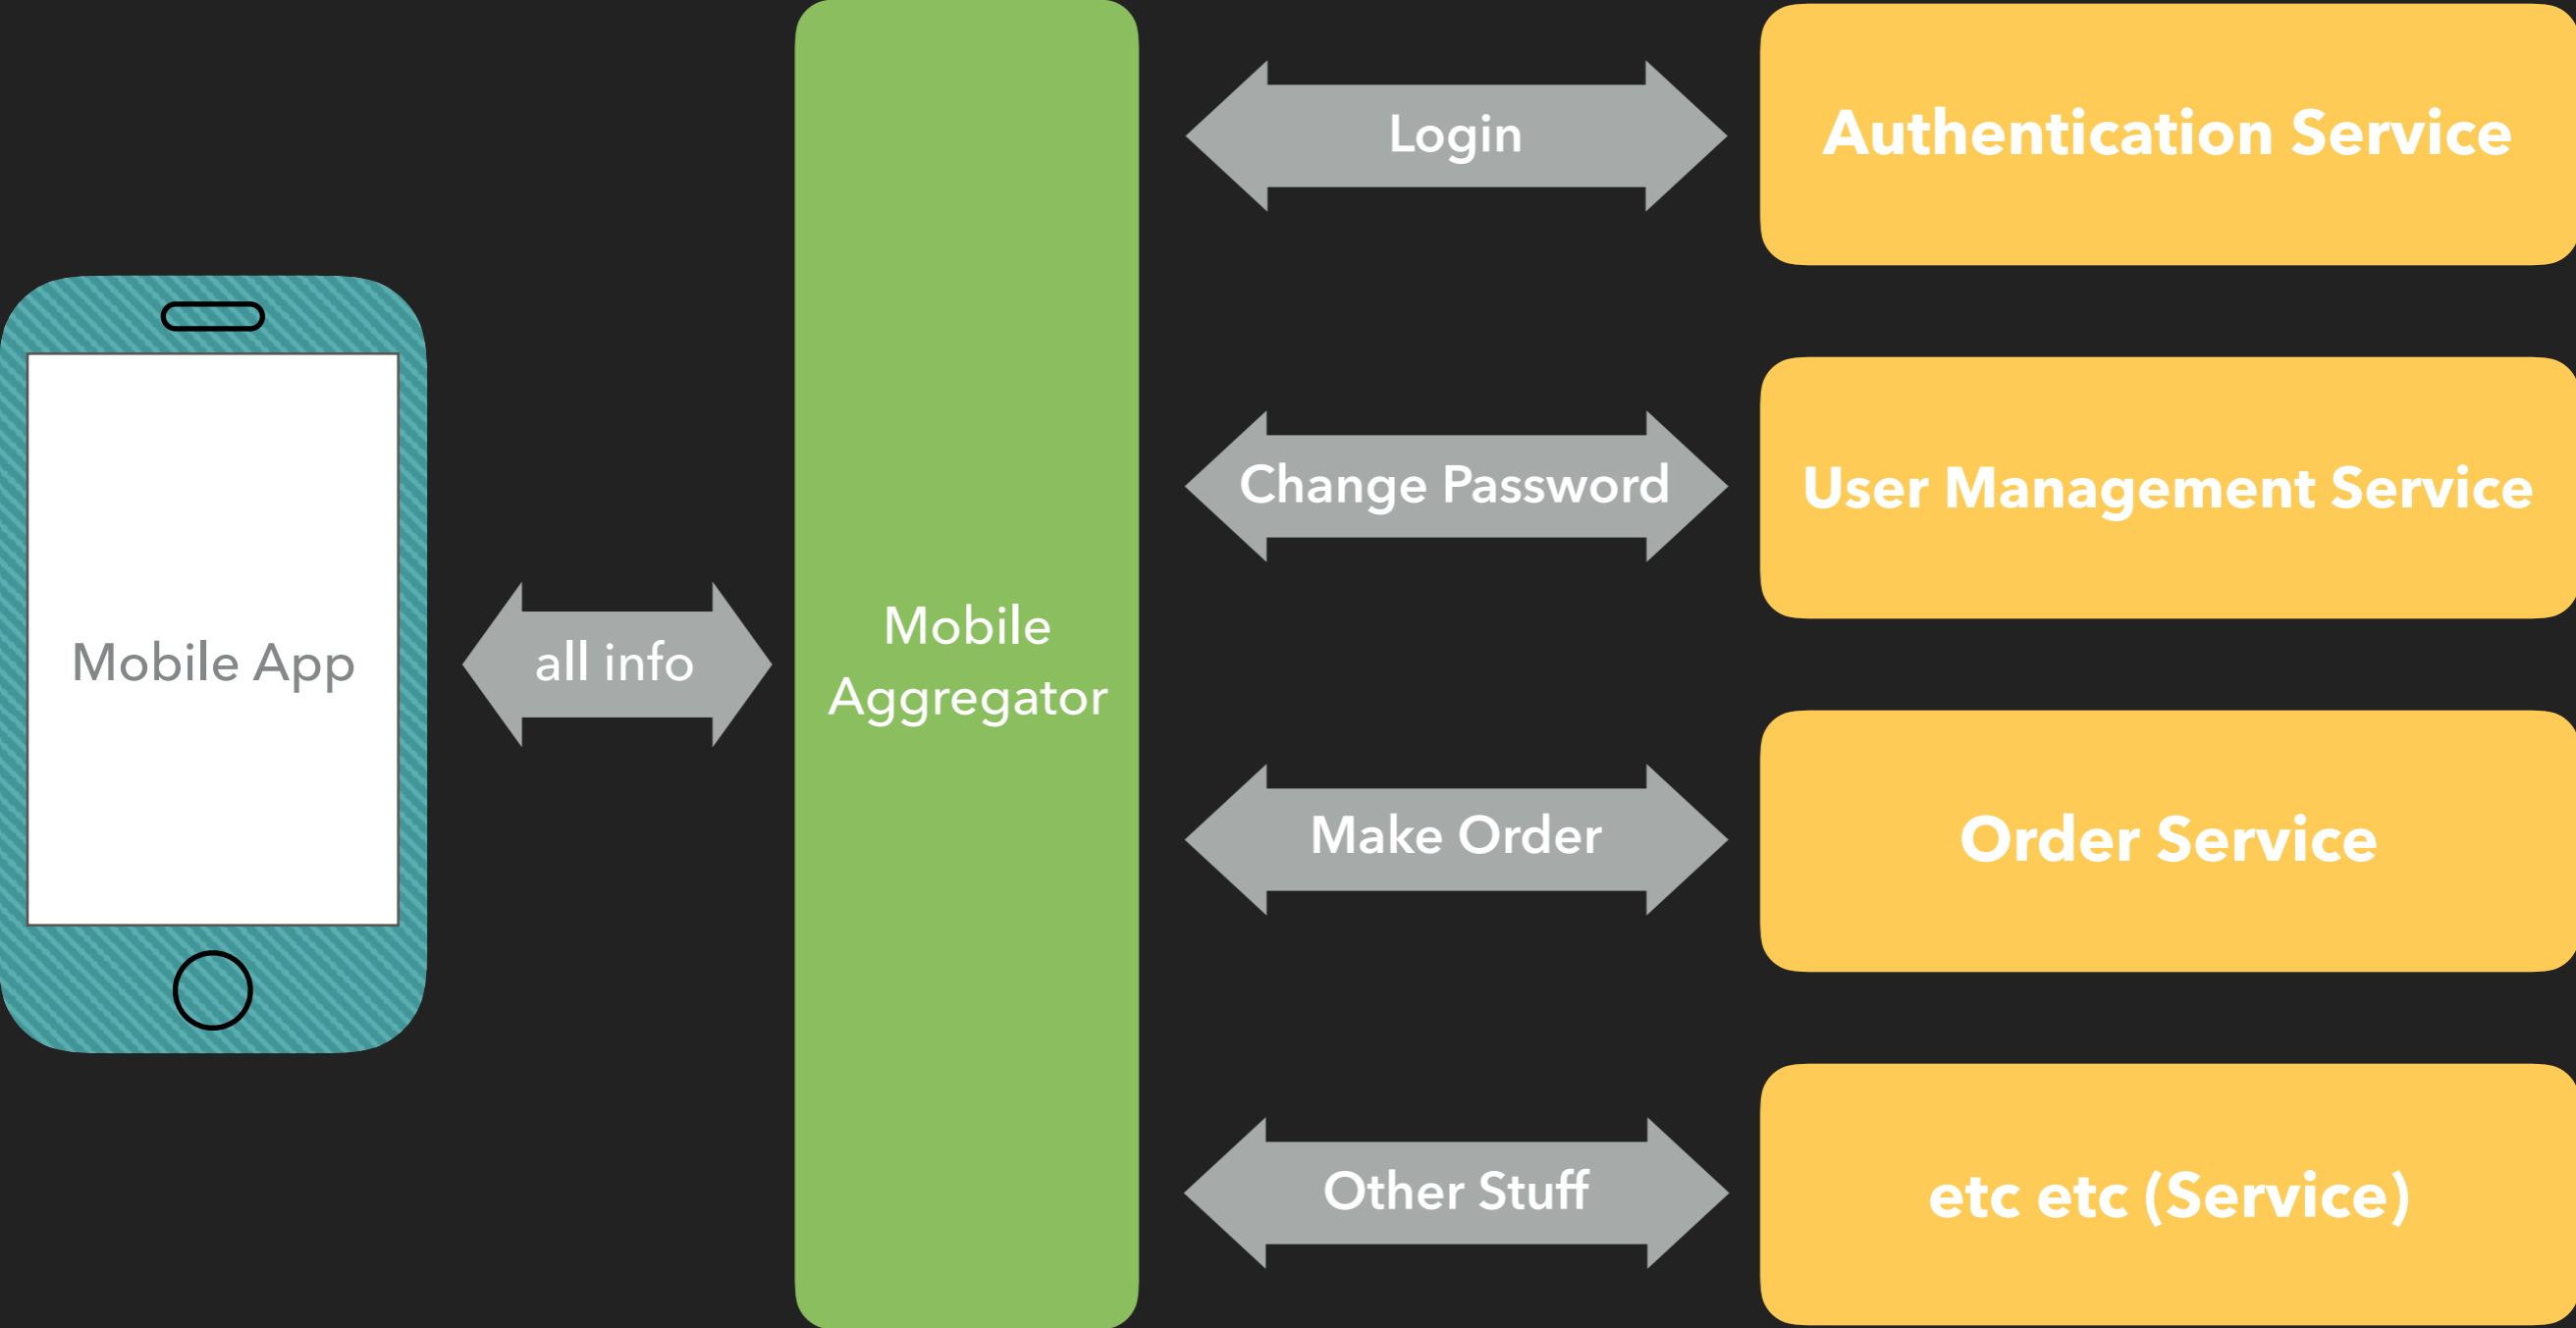 Mobile App
all info
Mobile
Aggregator
Login
Authentication Service
Change Password
User Management Service
Make Order
Order Service
Other Stuff
etc etc (Service)